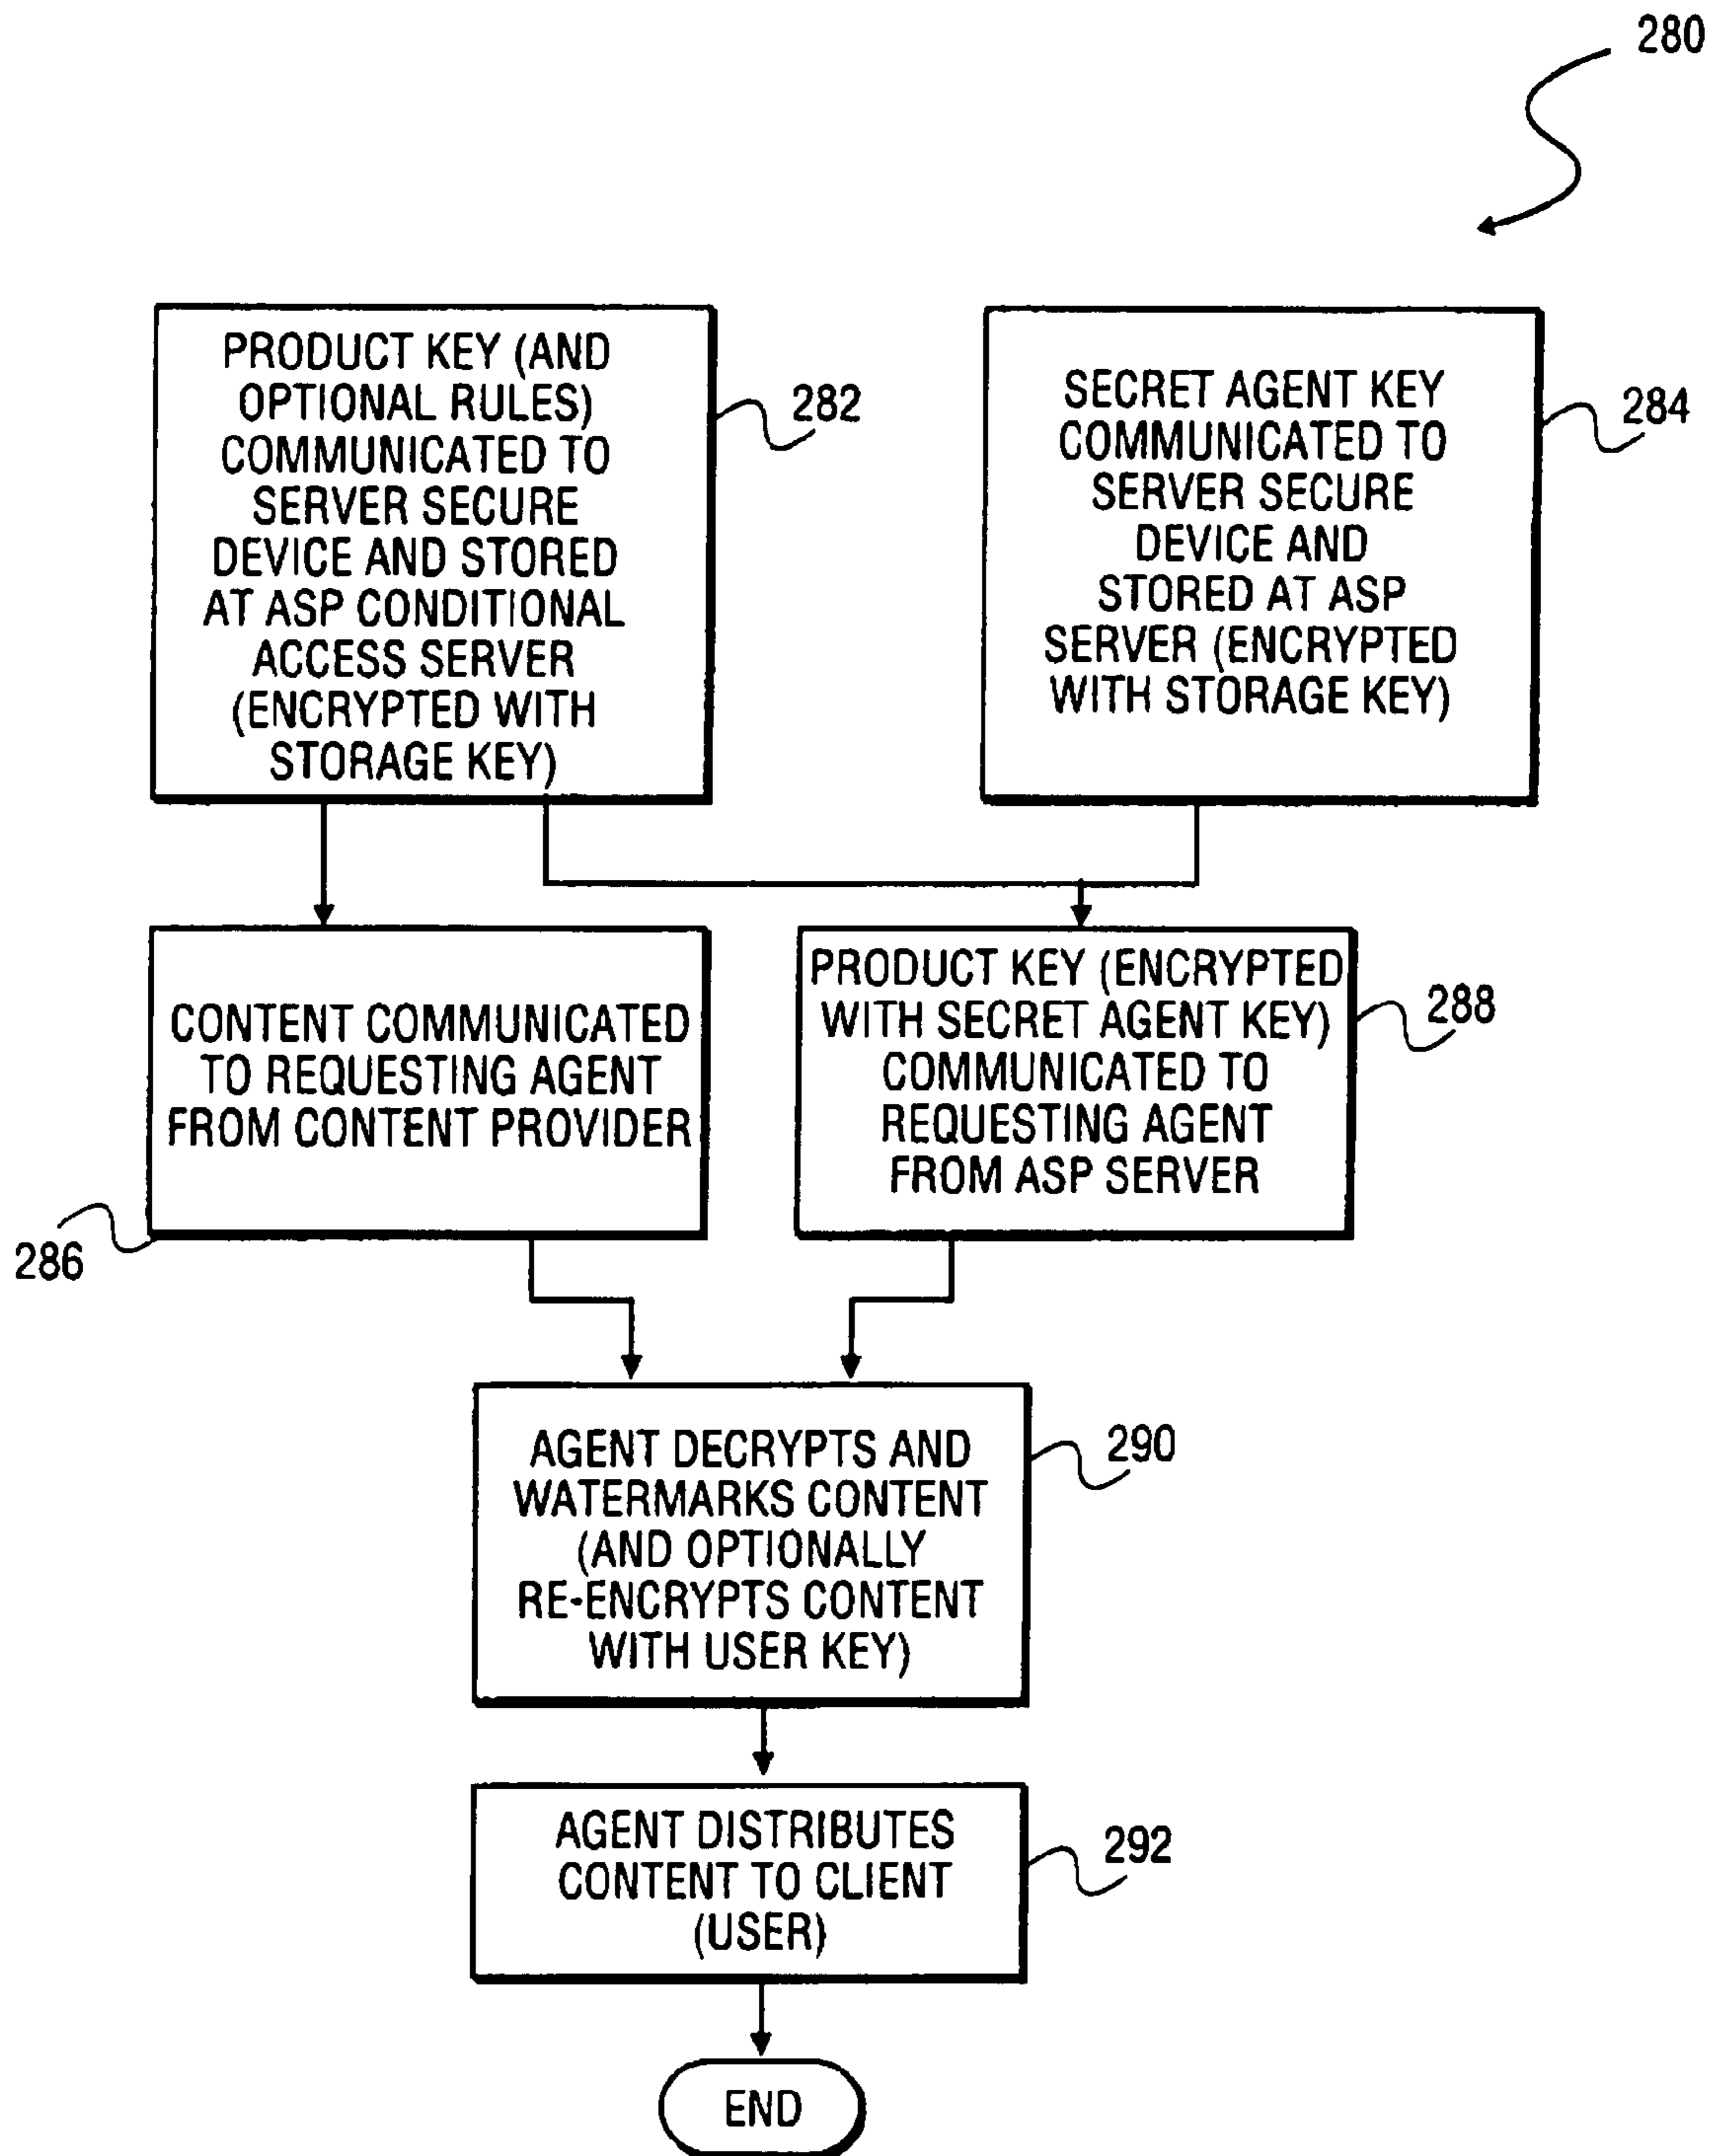 280
PRODUCT KEY (AND
OPTIONAL RULES)
COMMUNICATED TO
SERVER SECURE
DEVICE AND STORED
AT ASP CONDITIONAL
ACCESS SERVER
(ENCRYPTED WITH
STORAGE KEY)
282
SECRET AGENT KEY
COMMUNICATED TO
SERVER SECURE
DEVICE AND
STORED AT ASP
SERVER (ENCRYPTED
WITH STORAGE KEY)
284
CONTENT COMMUNICATED
TO REQUESTING AGENT
FROM CONTENT PROVIDER
286
PRODUCT KEY (ENCRYPTED
WITH SECRET AGENT KEY)
COMMUNICATED TO
REQUESTING AGENT
FROM ASP SERVER
288
AGENT DECRYPTS AND
WATERMARKS CONTENT
(AND OPTIONALLY
RE-ENCRYPTS CONTENT
WITH USER KEY)
290
AGENT DISTRIBUTES
CONTENT TO CLIENT
(USER)
292
END